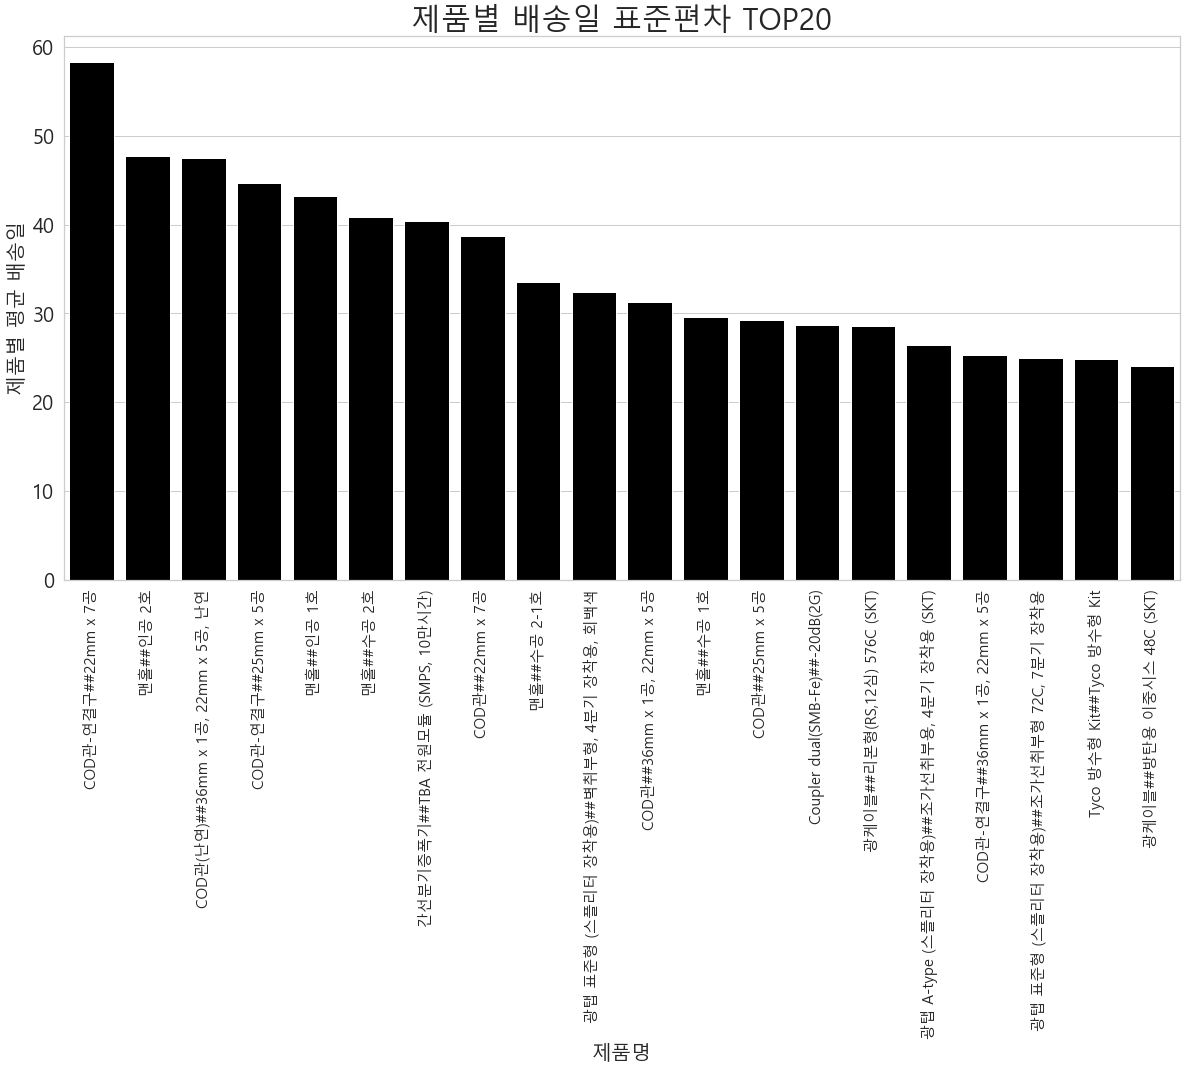 제품별 배송일 표준편차 TOP20
제품별 평균 배송일
60
50
40
30
20
10
0
COD관-연결구##22mm x 7공
맨홀##인공 2호
COD관(난연)##36mm x 1공, 22mm x 5공, 난연
COD관-연결구##25mm x 5공
맨홀##인공 1호
맨홀##수공 2호
간선분기증폭기##TBA 전원모듈 (SMPS, 10만시간)
COD관##22mm x 7공
맨홀##수공 2-1호
광탭 표준형 (스플리터 장착용)##벽취부형, 4분기 장착용, 회백색
COD관##36mm x 1공, 22mm x 5공
맨홀##수공 1호
COD관##25mm x 5공
Coupler dual(SMB-Fe)##-20dB(2G)
광케이블##리본형(RS,12심) 576C (SKT)
광탭 A-type (스플리터 장착용)##조가선취부용, 4분기 장착용 (SKT)
COD관-연결구##36mm x 1공, 22mm x 5공
광탭 표준형 (스플리터 장착용)##조가선취부형 72C, 7분기 장착용
Tyco 방수형 Kit##Tyco 방수형 Kit
광케이블##방탄용 이중시스 48C (SKT)
제품명